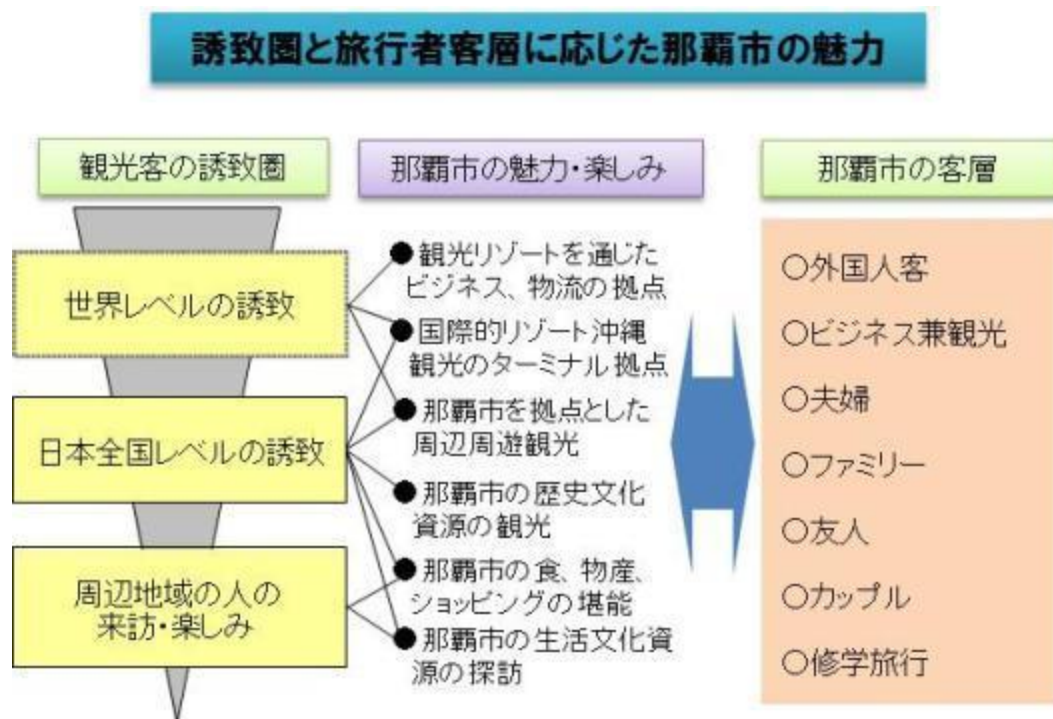 誘致圏と旅行者客層に応じた那覇市の魅力
観光客の誘致圏
世界レベルの誘致
日本全国レベルの誘致
周辺地域の人の
来訪・楽しみ
那覇市の魅力・楽しみ
●観光リゾートを通じた
ビジネス、物流の拠点
●国際的リゾート沖縄
観光のターミナル拠点
●那覇市を拠点とした
周辺周遊観光
●那覇市の歴史文化
資源の観光
●那覇市の食、物産、
ショッピングの堪能
●那覇市の生活文化資
源の探訪
那覇市の客層
○外国人客
○ビジネス兼観光
○夫婦
○ファミリー
○友人
○カップル
○修学旅行